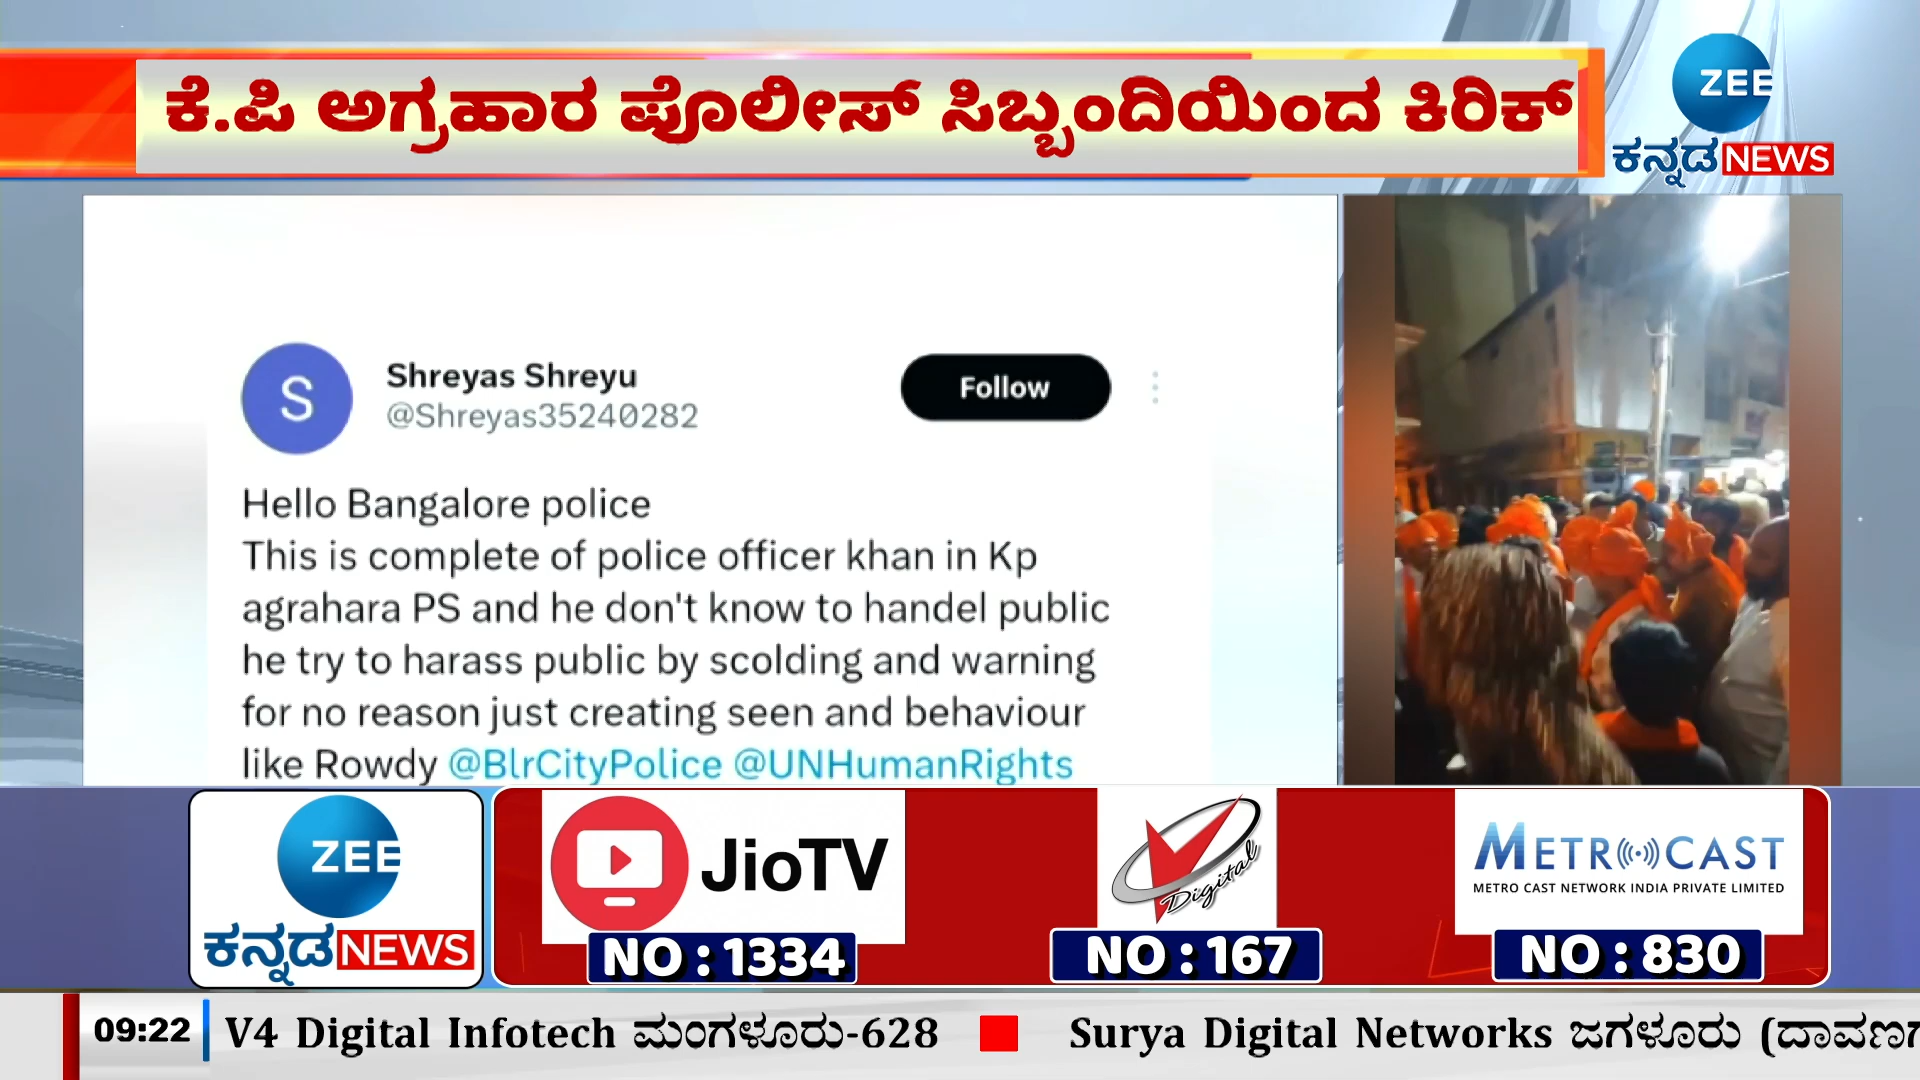 ಕೆ.ಪಿ ಅಗ್ರಹಾರ ಪೊಲೀಸ್ ಸಿಬ್ಬಂದಿಯಿಂದ ಕಿರಿಕ್
ZEE
ಕನ್ನಡ NEWS
S
Shreyas Shreyu
@Shreyas35240282
Follow
Hello Bangalore police
This is complete of police officer khan in Kp
agrahara PS and he don't know to handel public
he try to harass public by scolding and warning
for no reason just creating seen and behaviour
like Rowdy @BlrCityPolice @UNHumanRights
ZEE
ಕನ್ನಡ NEWS
JioTV
NO : 1334
Digital
NO : 167
METROCAST
METRO CAST NETWORK INDIA PRIVATE LIMITED
NO : 830
09:22
V4 Digital Infotech ಮಂಗಳೂರು-628
Surya Digital Networks ಜಗಳೂರು